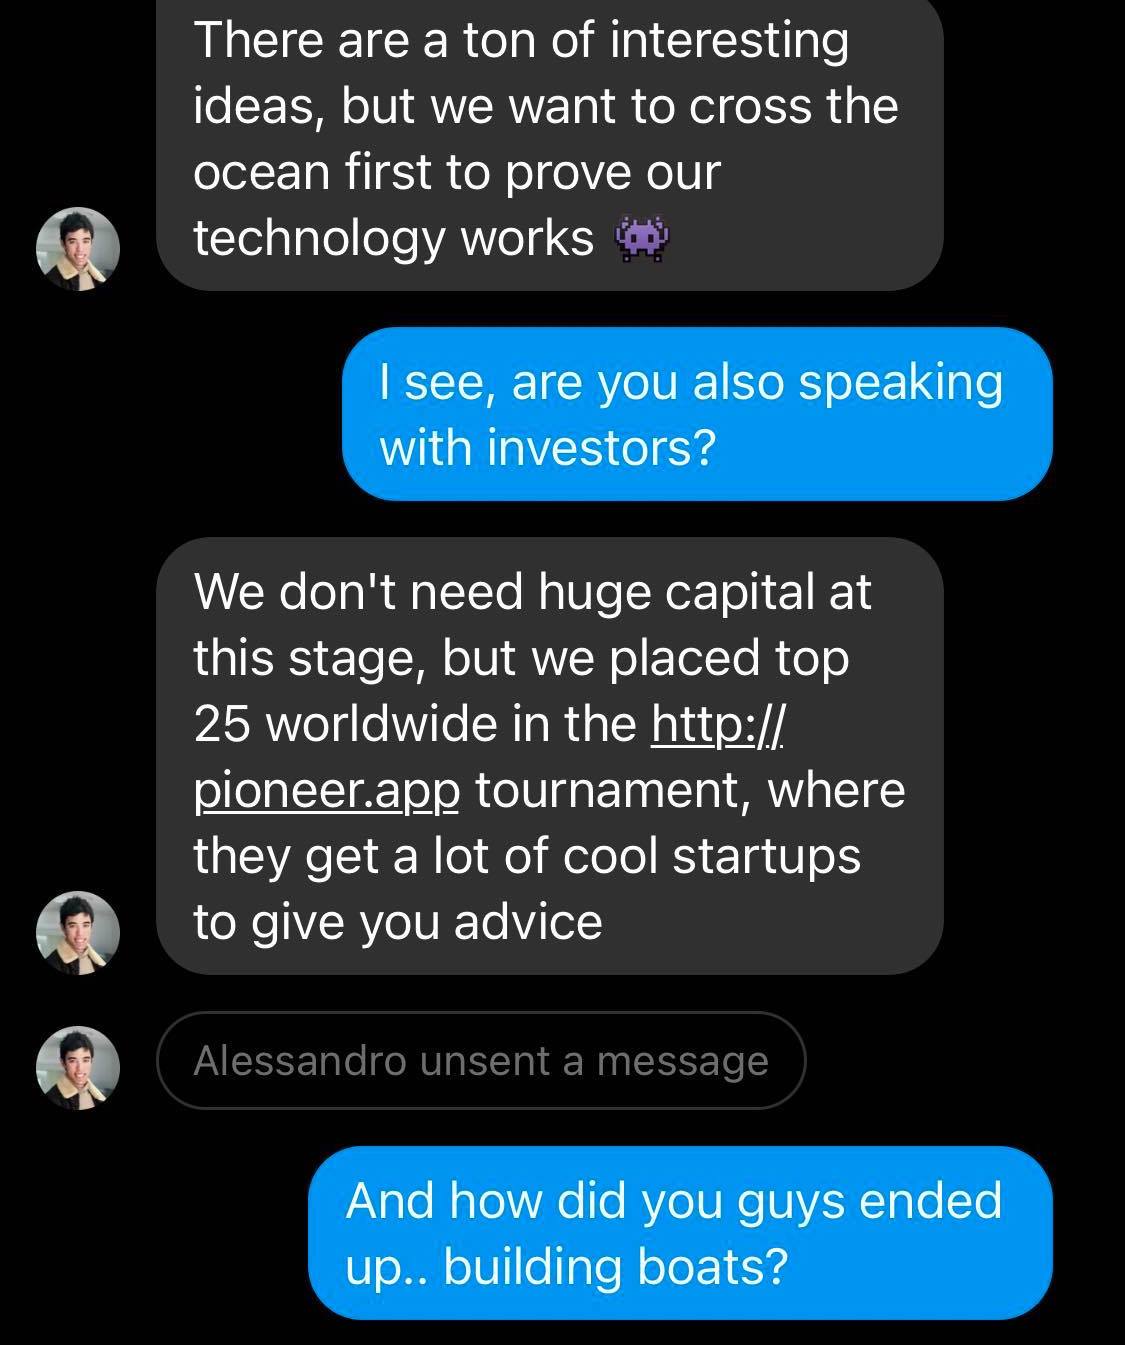 There are a ton of interesting
ideas, but we want to cross the
ocean first to prove our
technology works 👾
I see, are you also speaking
with investors?
We don't need huge capital at
this stage, but we placed top
25 worldwide in the http://
pioneer.app tournament, where
they get a lot of cool startups
to give you advice
Alessandro unsent a message
And how did you guys ended
up.. building boats?